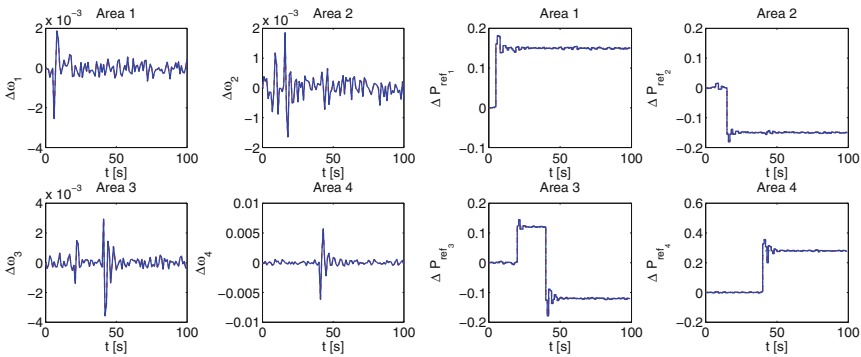 Area 1
Area 2
Area 1
Area 2
x 10⁻³
x 10⁻³
2
0
−2
−4
Δω₁
0
50
100
t [s]
2
1
0
−1
−2
Δω₂
0
50
100
t [s]
0.2
0.1
0
−0.1
Δ P_ref₁
0
50
100
t [s]
0.1
0
−0.1
−0.2
Δ P_ref₂
0
50
100
t [s]
Area 3
Area 4
Area 3
Area 4
x 10⁻³
4
2
0
−2
−4
Δω₃
0
50
100
t [s]
0.01
0.005
0
−0.005
−0.01
Δω₄
0
50
100
t [s]
0.2
0.1
0
−0.1
−0.2
Δ P_ref₃
0
50
100
t [s]
0.6
0.4
0.2
0
−0.2
Δ P_ref₄
0
50
100
t [s]